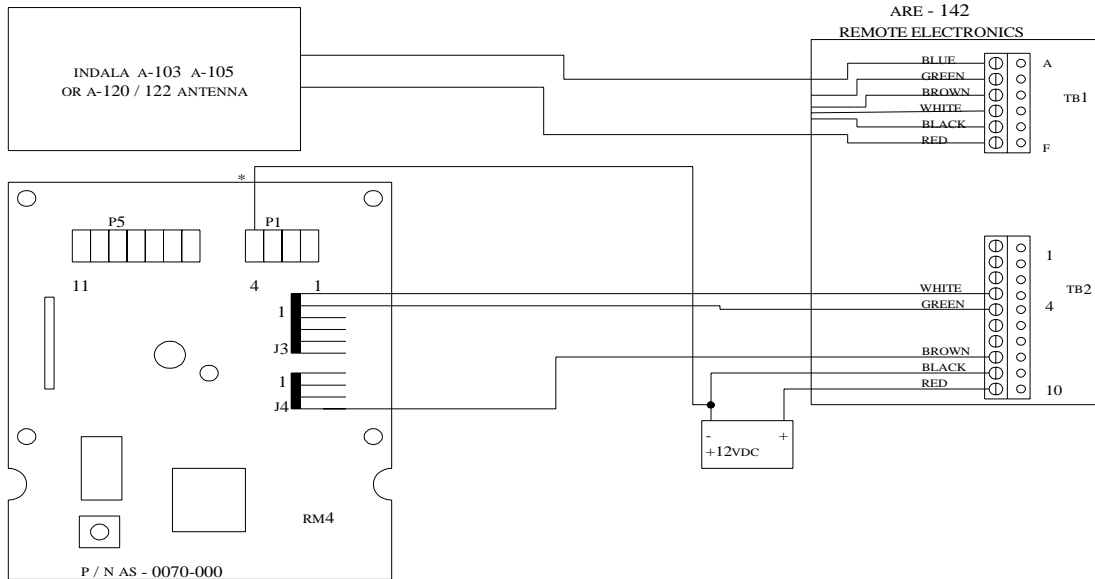 ARE - 142
REMOTE ELECTRONICS
INDALA A-103 A-105
OR A-120 / 122 ANTENNA
BLUE
GREEN
BROWN
WHITE
BLACK
RED
A
TB1
F
*
P5
P1
11
4
1
1
J3
1
J4
WHITE
GREEN
BROWN
BLACK
RED
1
TB2
4
10
- +
+12VDC
RM4
P / N AS - 0070-000